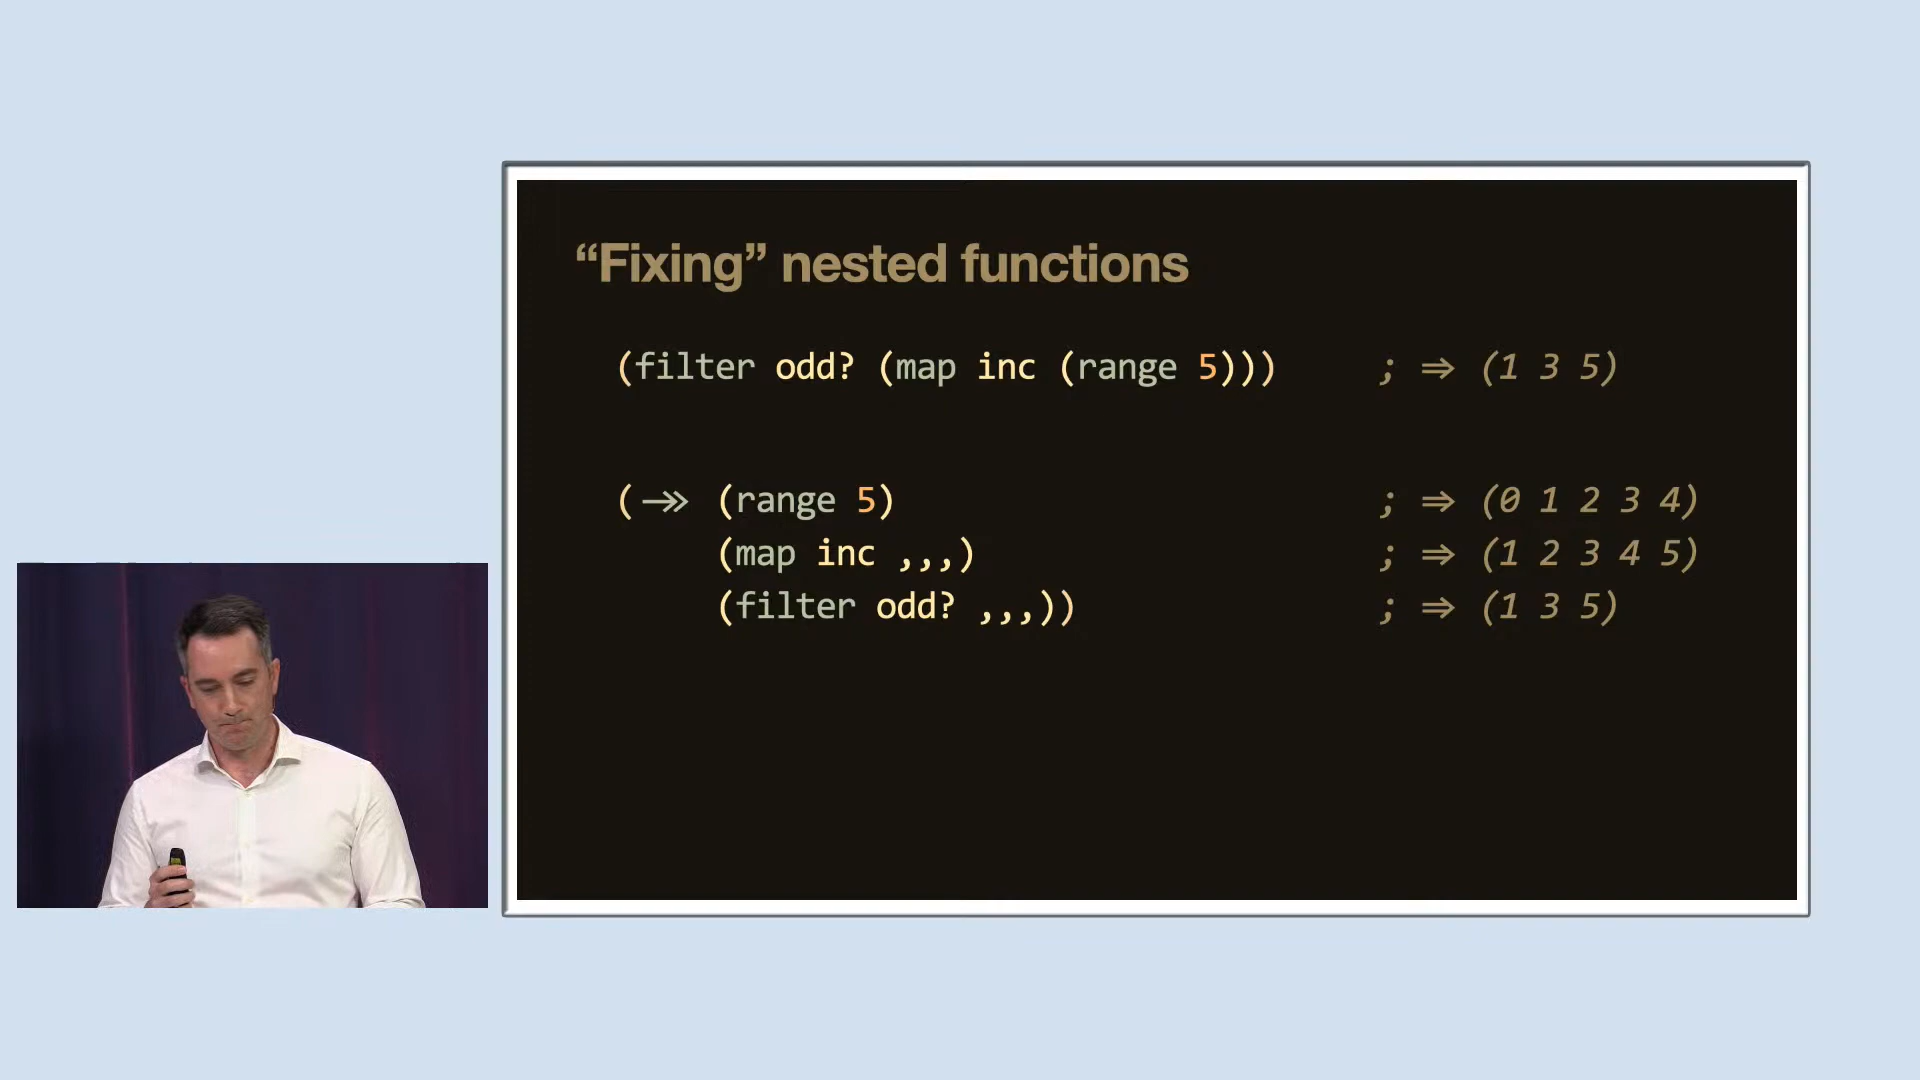 “Fixing” nested functions
(filter odd? (map inc (range 5))) ; ⇒ (1 3 5)
(->> (range 5) ; ⇒ (0 1 2 3 4)
(map inc ,,,) ; ⇒ (1 2 3 4 5)
(filter odd? ,,,)) ; ⇒ (1 3 5)